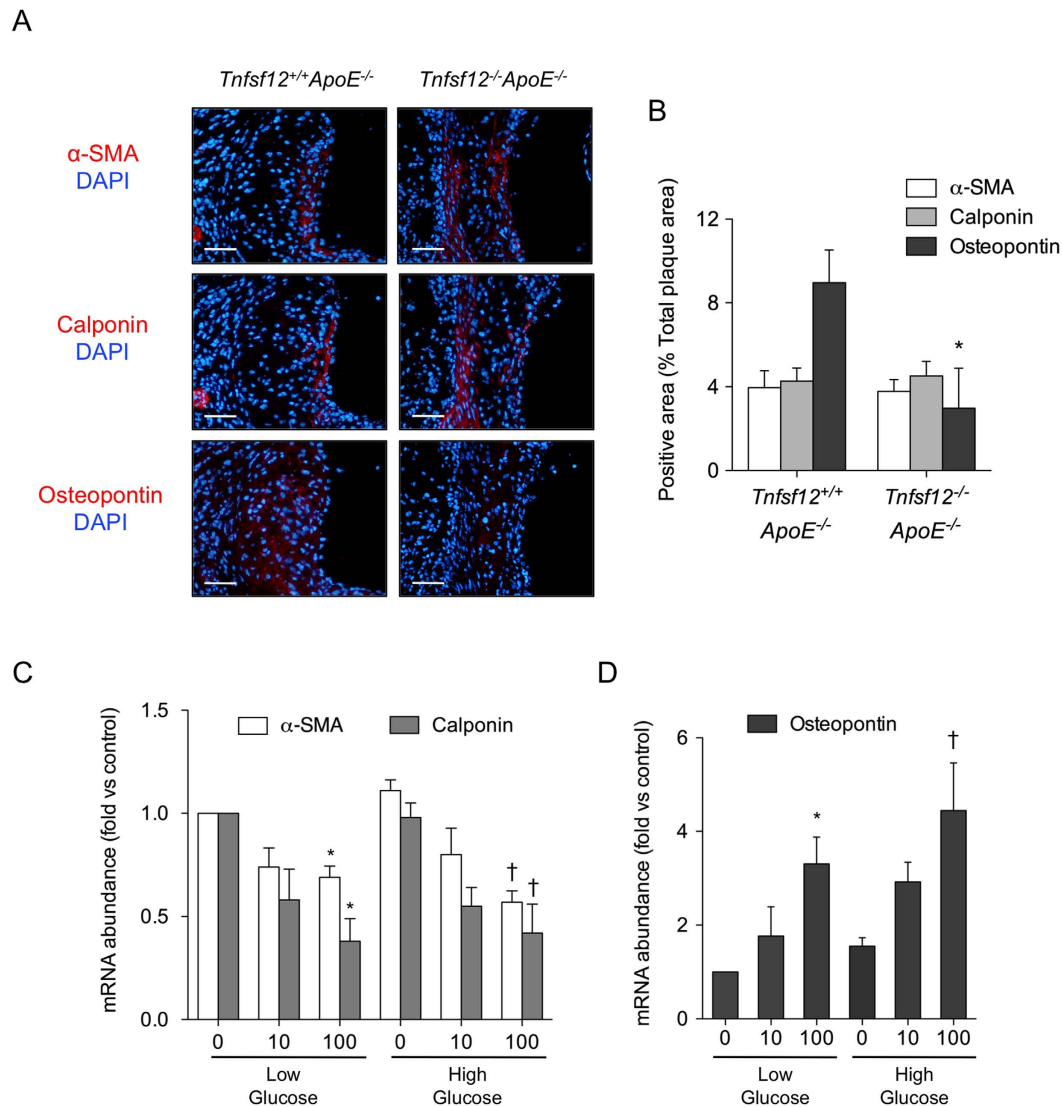 A
Tnfsf12+/+ApoE-/-
Tnfsf12-/-ApoE-/-
α-SMA
DAPI
Calponin
DAPI
Osteopontin
DAPI
B
α-SMA
Calponin
Osteopontin
Positive area (% Total plaque area)
12
8
4
0
*
Tnfsf12+/+
ApoE-/-
Tnfsf12-/-
ApoE-/-
C
α-SMA
Calponin
mRNA abundance (fold vs control)
1.5
1.0
0.5
0.0
*
*
†
†
0 10 100 0 10 100
Low
Glucose
High
Glucose
D
Osteopontin
mRNA abundance (fold vs control)
6
4
2
0
*
†
0 10 100 0 10 100
Low
Glucose
High
Glucose